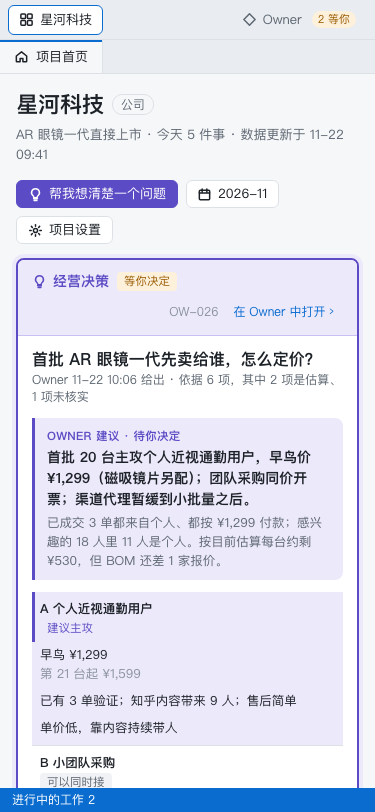 星河科技
Owner
2 等你
项目首页
星河科技
公司
AR 眼镜一代直接上市 · 今天 5 件事 · 数据更新于 11-22
09:41
帮我想清楚一个问题
2026-11
项目设置
经营决策
等你决定
OW-026
在 Owner 中打开 ›
首批 AR 眼镜一代先卖给谁，怎么定价？
Owner 11-22 10:06 给出 · 依据 6 项，其中 2 项是估算、
1 项未核实
OWNER 建议 · 待你决定
首批 20 台主攻个人近视通勤用户，早鸟价
¥1,299（磁吸镜片另配）；团队采购同价开
票；渠道代理暂缓到小批量之后。
已成交 3 单都来自个人、都按 ¥1,299 付款；感兴
趣的 18 人里 11 人是个人。按目前估算每台约剩
¥530，但 BOM 还差 1 家报价。
A 个人近视通勤用户
建议主攻
早鸟 ¥1,299
第 21 台起 ¥1,599
已有 3 单验证；知乎内容带来 9 人；售后简单
单价低，靠内容持续带人
B 小团队采购
可以同时接
进行中的工作 2